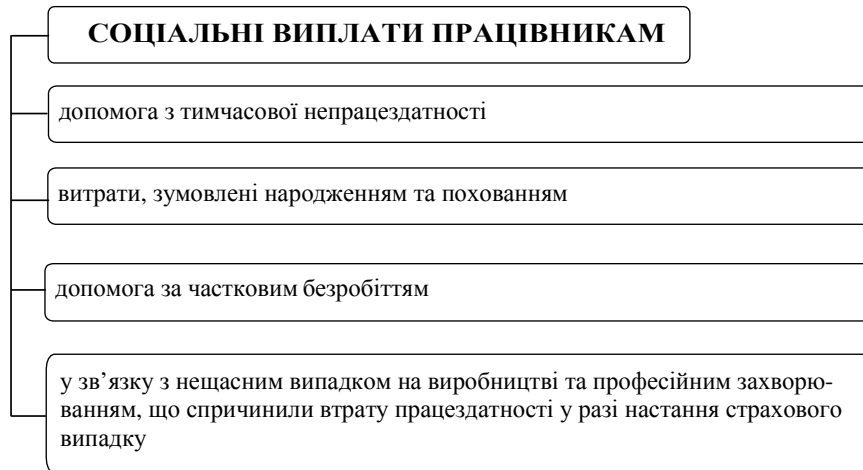 СОЦІАЛЬНІ ВИПЛАТИ ПРАЦІВНИКАМ
допомога з тимчасової непрацездатності
витрати, зумовлені народженням та похованням
допомога за частковим безробіттям
у зв’язку з нещасним випадком на виробництві та професійним захворю-
ванням, що спричинили втрату працездатності у разі настання страхового
випадку